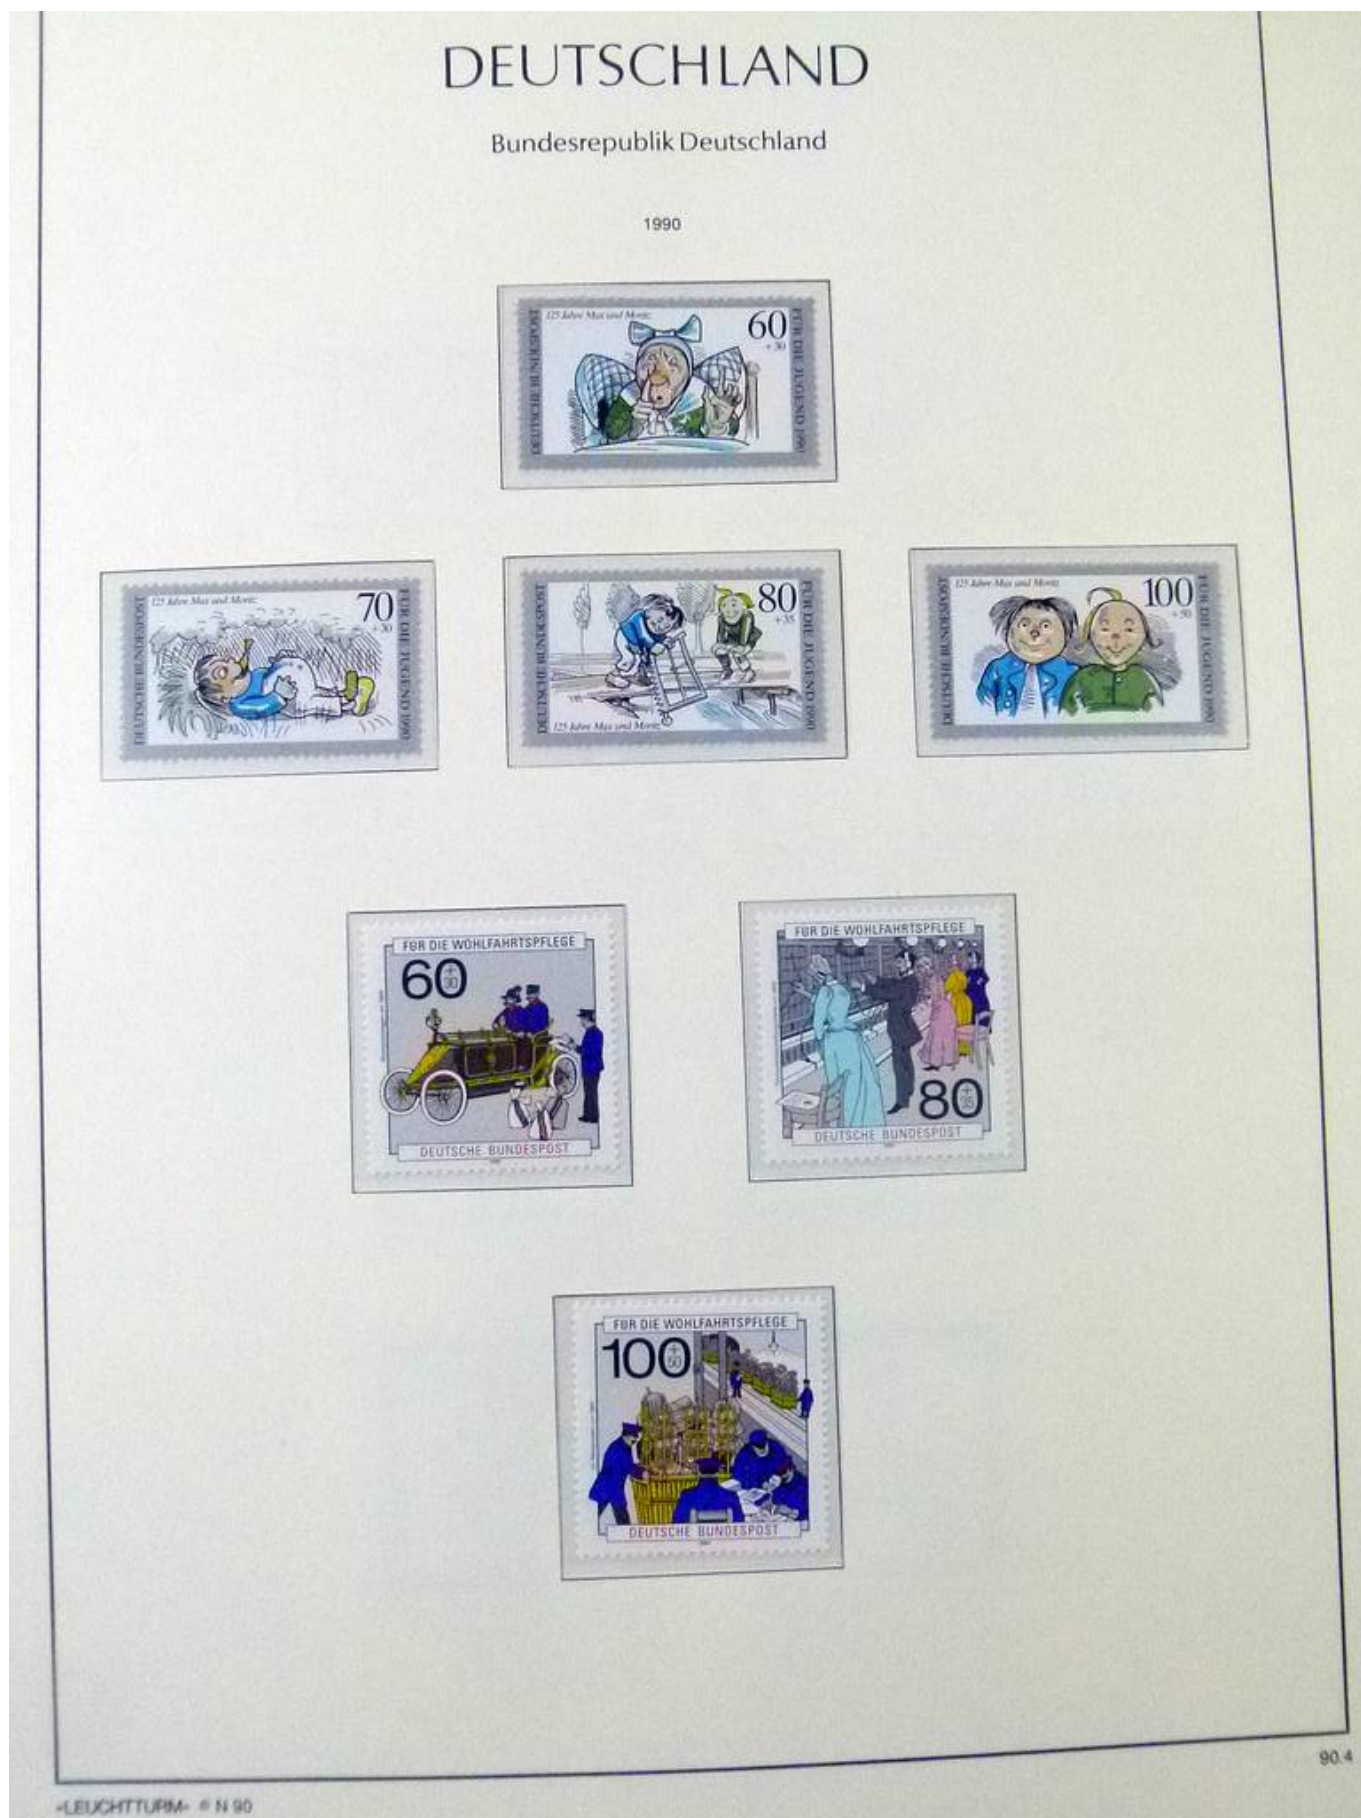 DEUTSCHLAND
Bundesrepublik Deutschland
1990
125 Jahre Max und Moritz
60
+ 30
DEUTSCHE BUNDESPOST
FÜR DIE JUGEND 1990
125 Jahre Max und Moritz
70
+ 30
DEUTSCHE BUNDESPOST
FÜR DIE JUGEND 1990
80
+ 35
DEUTSCHE BUNDESPOST
FÜR DIE JUGEND 1990
125 Jahre Max und Moritz
125 Jahre Max und Moritz
100
+ 50
DEUTSCHE BUNDESPOST
FÜR DIE JUGEND 1990
FÜR DIE WOHLFAHRTSPFLEGE
60 + 30
DEUTSCHE BUNDESPOST
FÜR DIE WOHLFAHRTSPFLEGE
80 + 35
DEUTSCHE BUNDESPOST
FÜR DIE WOHLFAHRTSPFLEGE
100 + 50
DEUTSCHE BUNDESPOST
90.4
»LEUCHTTURM« ® N 90